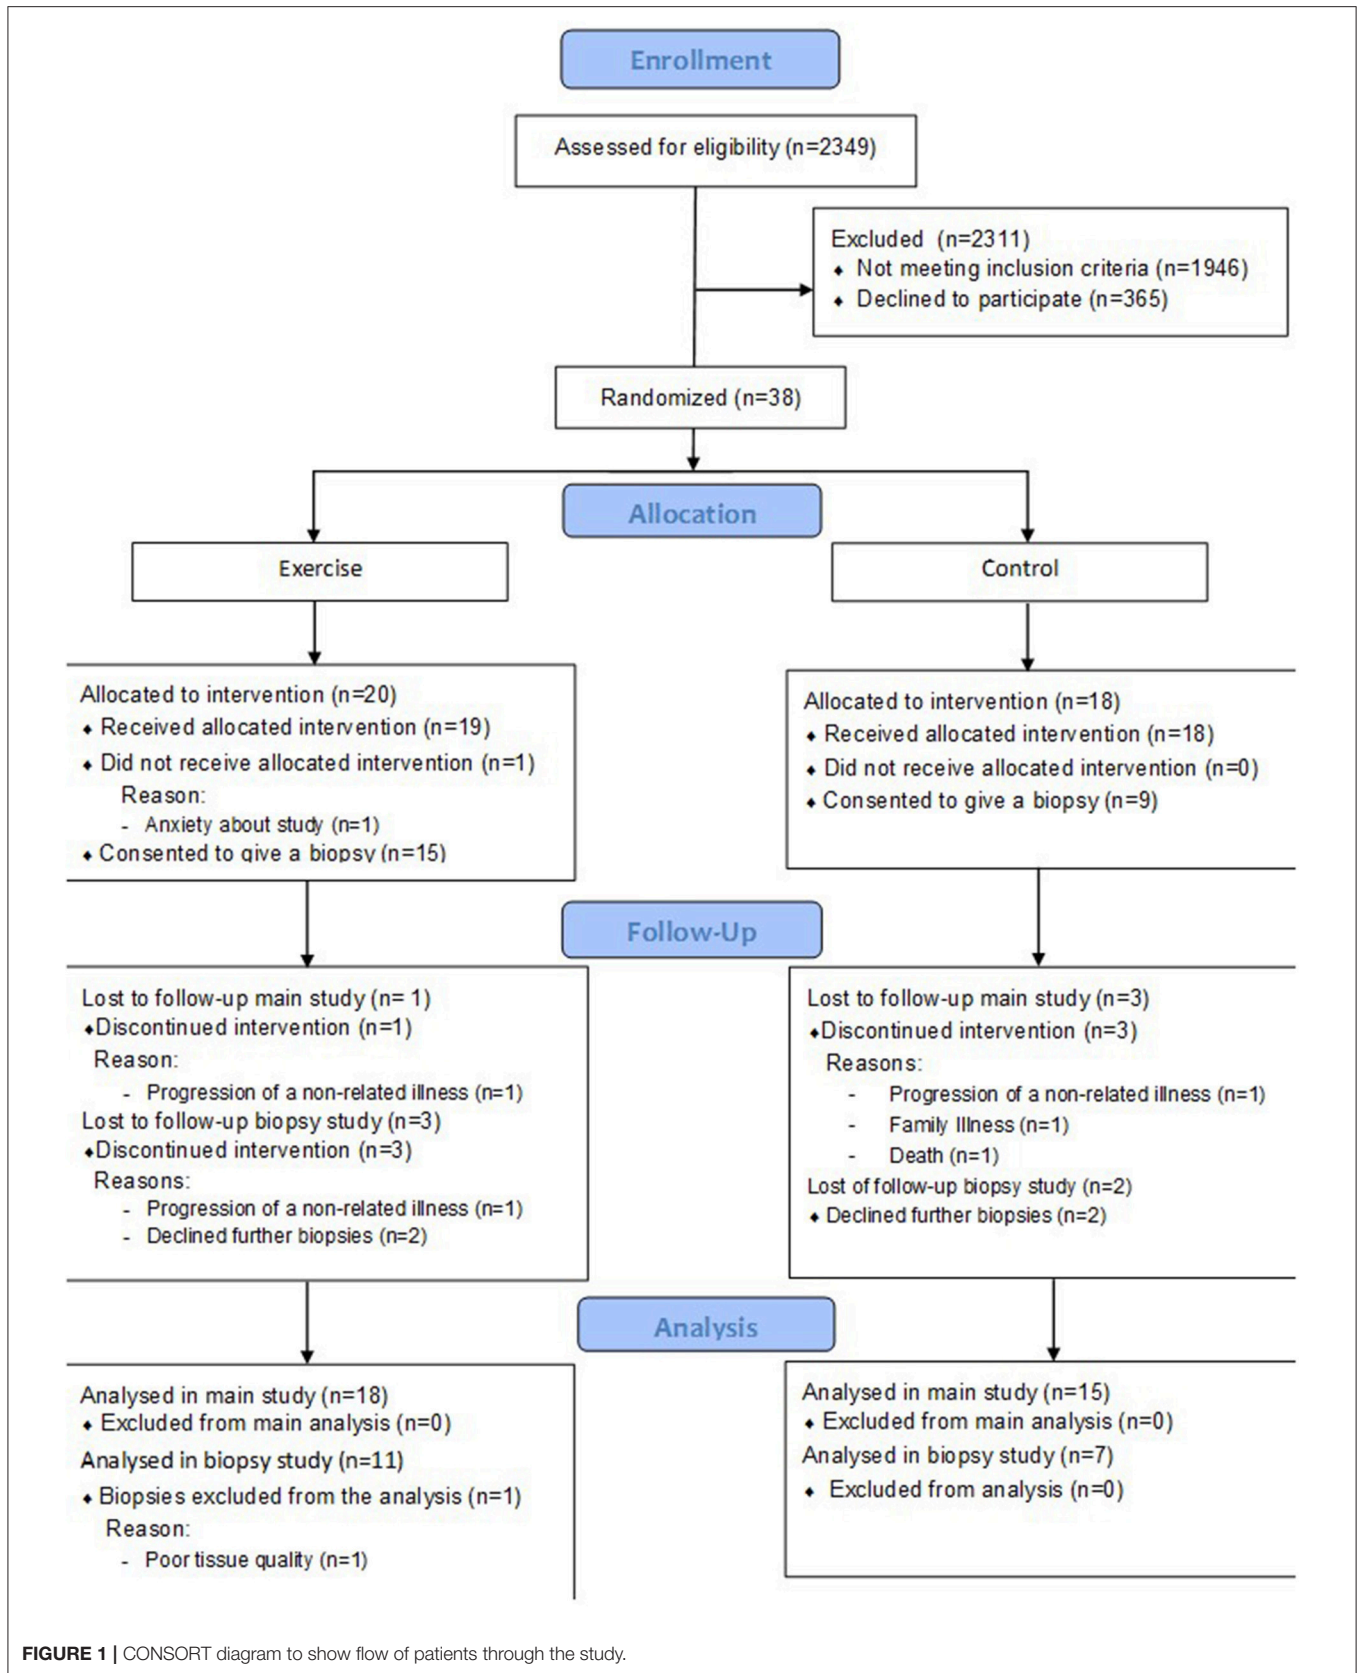 Enrollment
Assessed for eligibility (n=2349)
Excluded (n=2311)
♦ Not meeting inclusion criteria (n=1946)
♦ Declined to participate (n=365)
Randomized (n=38)
Allocation
Exercise
Control
Allocated to intervention (n=20)
♦ Received allocated intervention (n=19)
♦ Did not receive allocated intervention (n=1)
Reason:
- Anxiety about study (n=1)
♦ Consented to give a biopsy (n=15)
Allocated to intervention (n=18)
♦ Received allocated intervention (n=18)
♦ Did not receive allocated intervention (n=0)
♦ Consented to give a biopsy (n=9)
Follow-Up
Lost to follow-up main study (n= 1)
♦Discontinued intervention (n=1)
Reason:
- Progression of a non-related illness (n=1)
Lost to follow-up biopsy study (n=3)
♦Discontinued intervention (n=3)
Reasons:
- Progression of a non-related illness (n=1)
- Declined further biopsies (n=2)
Lost to follow-up main study (n=3)
♦Discontinued intervention (n=3)
Reasons:
- Progression of a non-related illness (n=1)
- Family Illness (n=1)
- Death (n=1)
Lost of follow-up biopsy study (n=2)
♦ Declined further biopsies (n=2)
Analysis
Analysed in main study (n=18)
♦ Excluded from main analysis (n=0)
Analysed in biopsy study (n=11)
♦ Biopsies excluded from the analysis (n=1)
Reason:
- Poor tissue quality (n=1)
Analysed in main study (n=15)
♦ Excluded from main analysis (n=0)
Analysed in biopsy study (n=7)
♦ Excluded from analysis (n=0)
FIGURE 1 | CONSORT diagram to show flow of patients through the study.